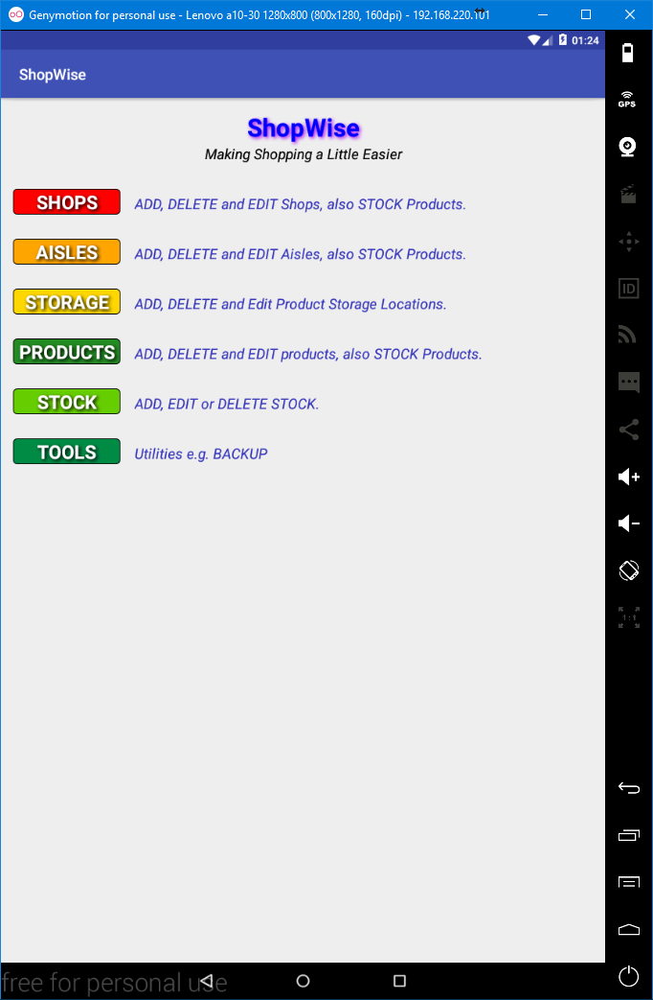 Genymotion for personal use - Lenovo a10-30 1280x800 (800x1280, 160dpi) - 192.168.220.101
01:24
GPS
ShopWise
ShopWise
Making Shopping a Little Easier
SHOPS ADD, DELETE and EDIT Shops, also STOCK Products.
AISLES ADD, DELETE and EDIT Aisles, also STOCK Products.
STORAGE ADD, DELETE and Edit Product Storage Locations.
ID
PRODUCTS ADD, DELETE and EDIT products, also STOCK Products.
STOCK ADD, EDIT or DELETE STOCK.
TOOLS Utilities e.g. BACKUP
1:1
free for personal use